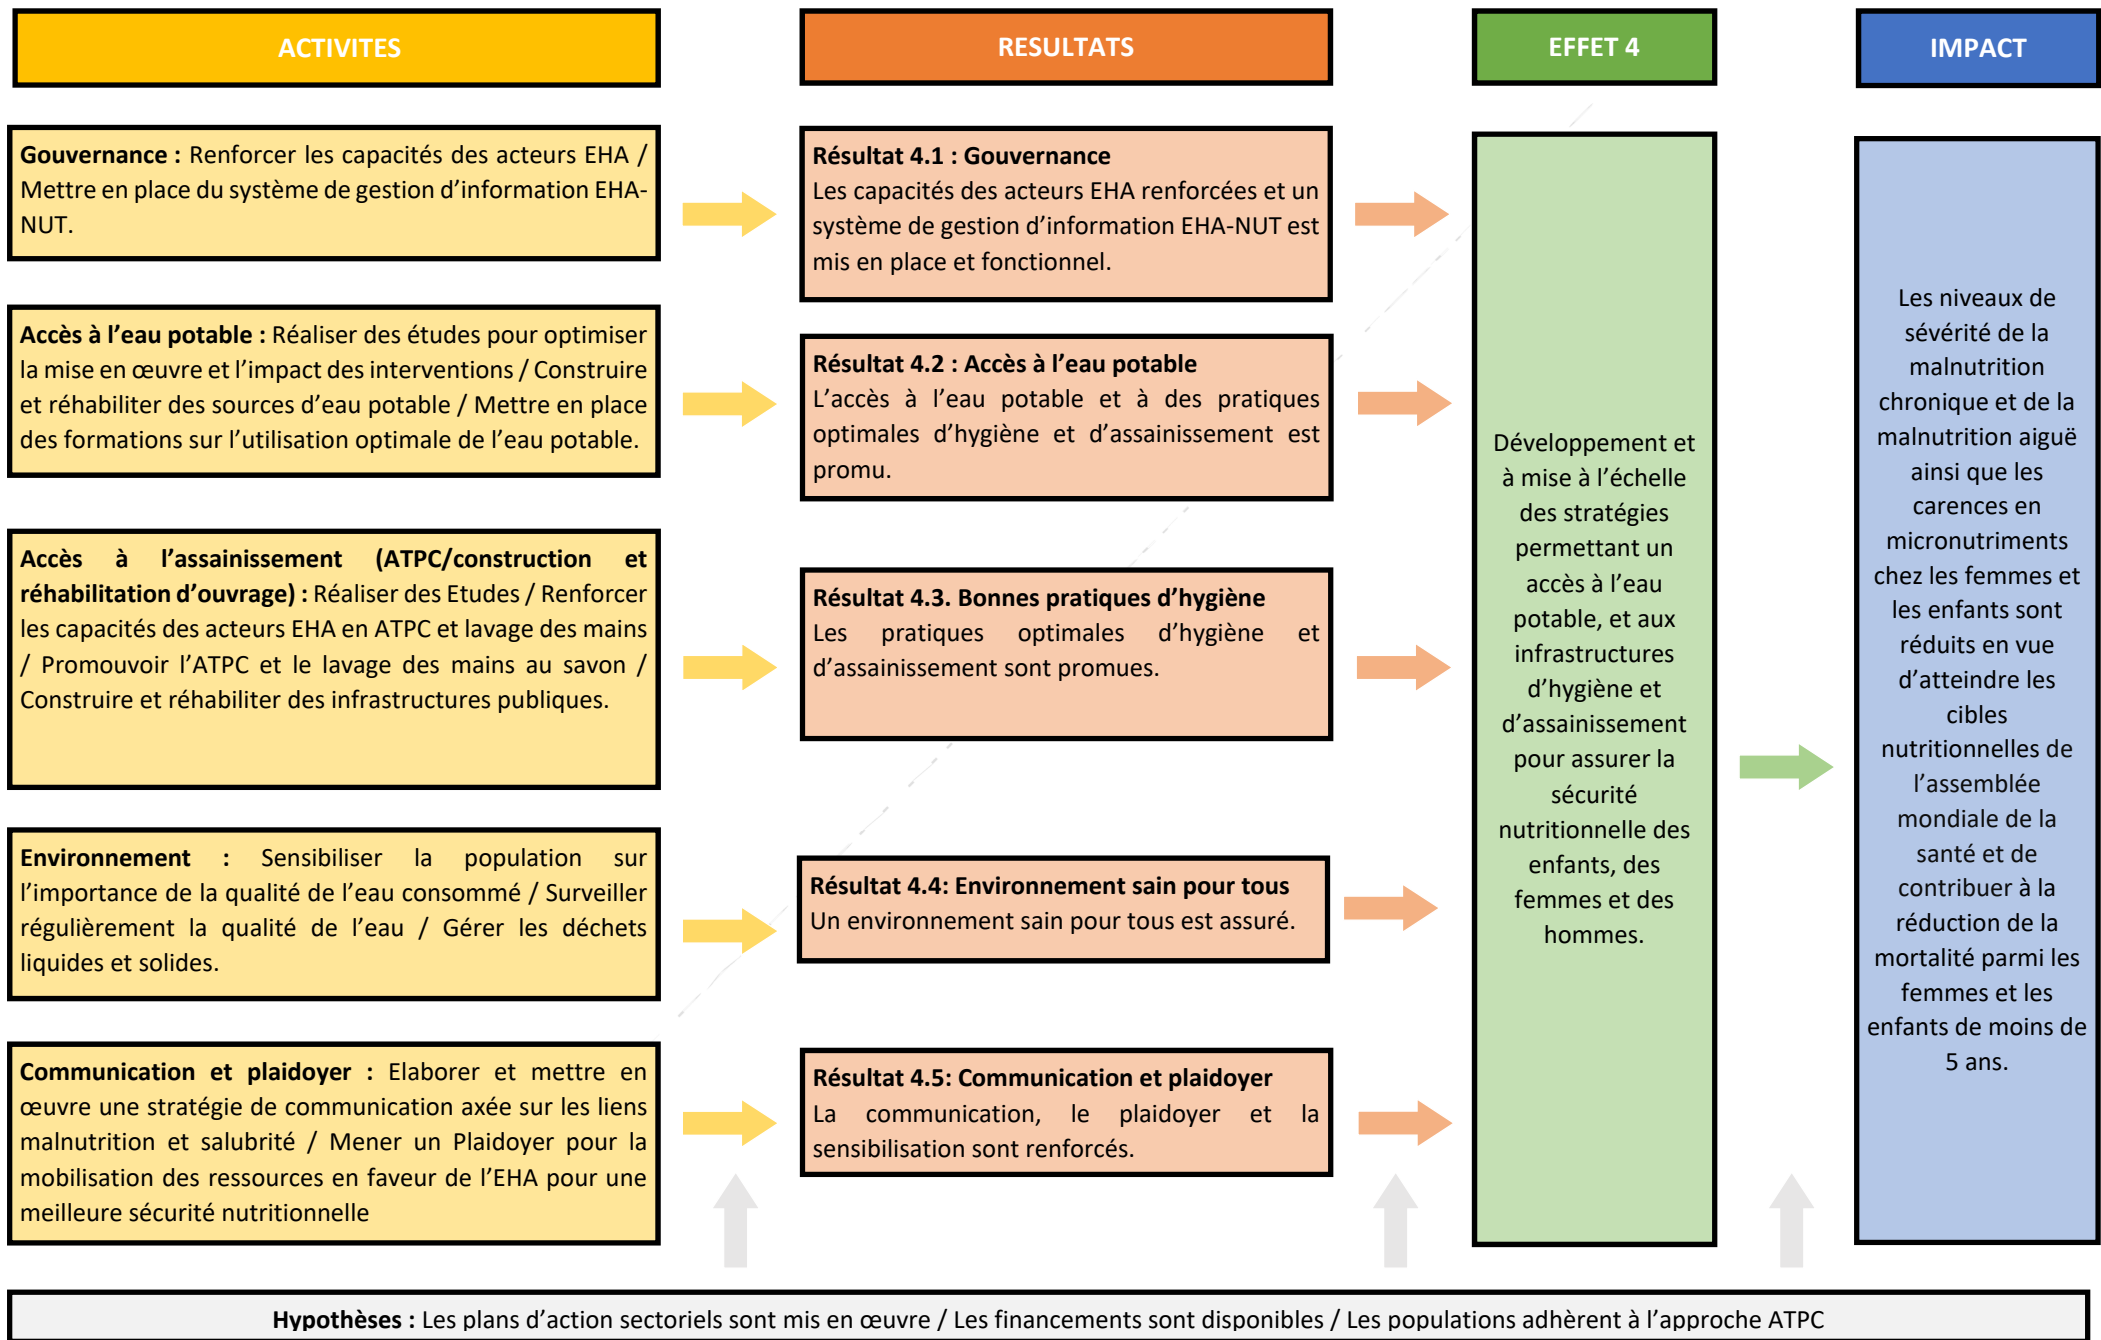 ACTIVITES
RESULTATS
EFFET 4
IMPACT
Gouvernance : Renforcer les capacités des acteurs EHA /
Mettre en place du système de gestion d’information EHA-
NUT.
Résultat 4.1 : Gouvernance
Les capacités des acteurs EHA renforcées et un
système de gestion d’information EHA-NUT est
mis en place et fonctionnel.
Accès à l’eau potable : Réaliser des études pour optimiser
la mise en œuvre et l’impact des interventions / Construire
et réhabiliter des sources d’eau potable / Mettre en place
des formations sur l’utilisation optimale de l’eau potable.
Résultat 4.2 : Accès à l’eau potable
L’accès à l’eau potable et à des pratiques
optimales d’hygiène et d’assainissement est
promu.
Accès à l’assainissement (ATPC/construction et
réhabilitation d’ouvrage) : Réaliser des Etudes / Renforcer
les capacités des acteurs EHA en ATPC et lavage des mains
/ Promouvoir l’ATPC et le lavage des mains au savon /
Construire et réhabiliter des infrastructures publiques.
Résultat 4.3. Bonnes pratiques d’hygiène
Les pratiques optimales d’hygiène et
d’assainissement sont promues.
Environnement : Sensibiliser la population sur
l’importance de la qualité de l’eau consommé / Surveiller
régulièrement la qualité de l’eau / Gérer les déchets
liquides et solides.
Résultat 4.4: Environnement sain pour tous
Un environnement sain pour tous est assuré.
Communication et plaidoyer : Elaborer et mettre en
œuvre une stratégie de communication axée sur les liens
malnutrition et salubrité / Mener un Plaidoyer pour la
mobilisation des ressources en faveur de l’EHA pour une
meilleure sécurité nutritionnelle
Résultat 4.5: Communication et plaidoyer
La communication, le plaidoyer et la
sensibilisation sont renforcés.
Développement et
à mise à l’échelle
des stratégies
permettant un
accès à l’eau
potable, et aux
infrastructures
d’hygiène et
d’assainissement
pour assurer la
sécurité
nutritionnelle des
enfants, des
femmes et des
hommes.
Les niveaux de
sévérité de la
malnutrition
chronique et de la
malnutrition aiguë
ainsi que les
carences en
micronutriments
chez les femmes et
les enfants sont
réduits en vue
d’atteindre les
cibles
nutritionnelles de
l’assemblée
mondiale de la
santé et de
contribuer à la
réduction de la
mortalité parmi les
femmes et les
enfants de moins de
5 ans.
Hypothèses : Les plans d’action sectoriels sont mis en œuvre / Les financements sont disponibles / Les populations adhèrent à l’approche ATPC